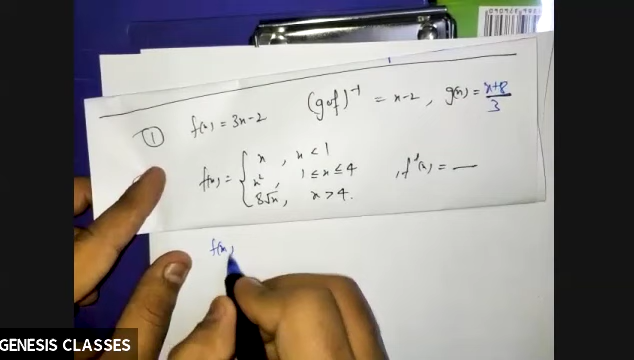 ① f(x) = 3x-2 (gof)⁻¹ = x-2, g(x) = x+8/3
f(x) = { x, x < 1
x², 1 ≤ x ≤ 4
8√x, x > 4.
, f⁻¹(x) = —
f(x)
GENESIS CLASSES